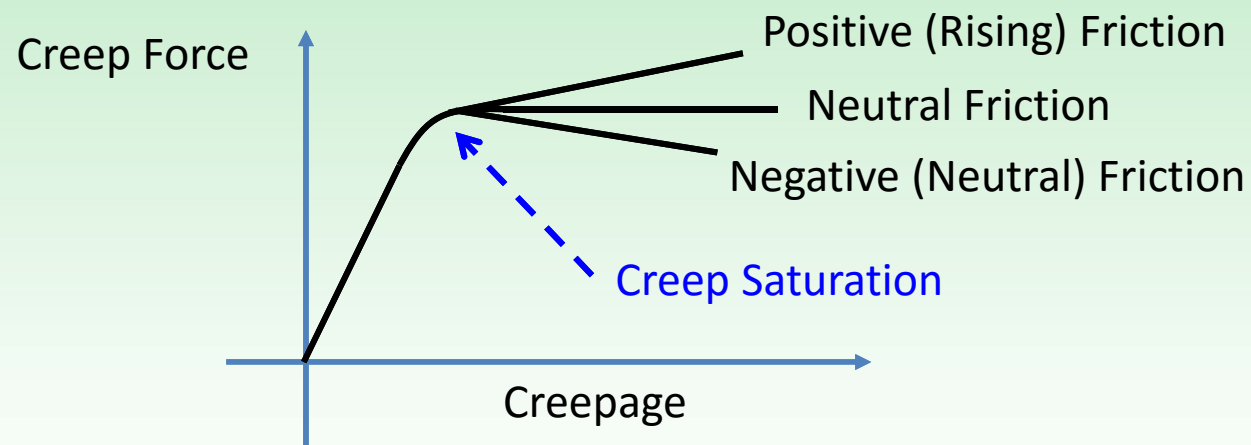 Creep Force
Positive (Rising) Friction
Neutral Friction
Negative (Neutral) Friction
Creep Saturation
Creepage